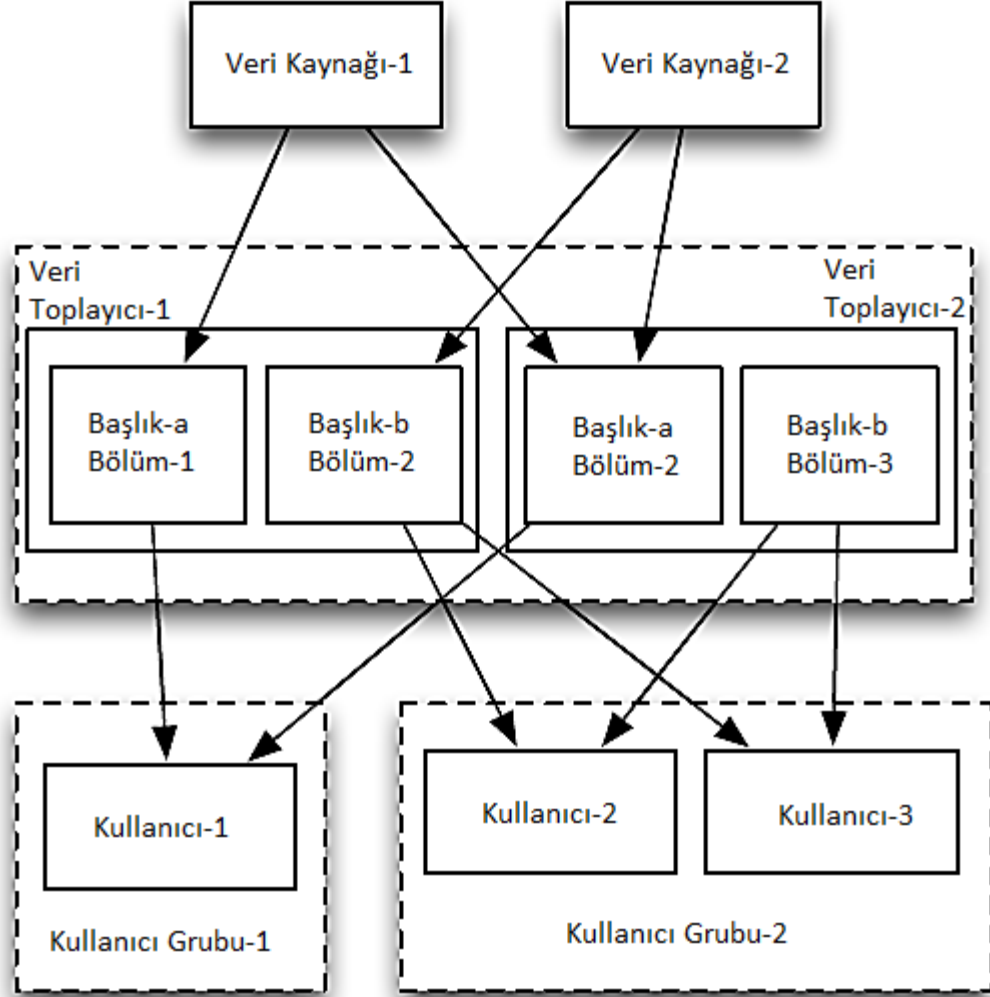 Veri Kaynağı-1
Veri Kaynağı-2
Veri
Toplayıcı-1
Veri
Toplayıcı-2
Başlık-a
Bölüm-1
Başlık-b
Bölüm-2
Başlık-a
Bölüm-2
Başlık-b
Bölüm-3
Kullanıcı-1
Kullanıcı-2
Kullanıcı-3
Kullanıcı Grubu-1
Kullanıcı Grubu-2